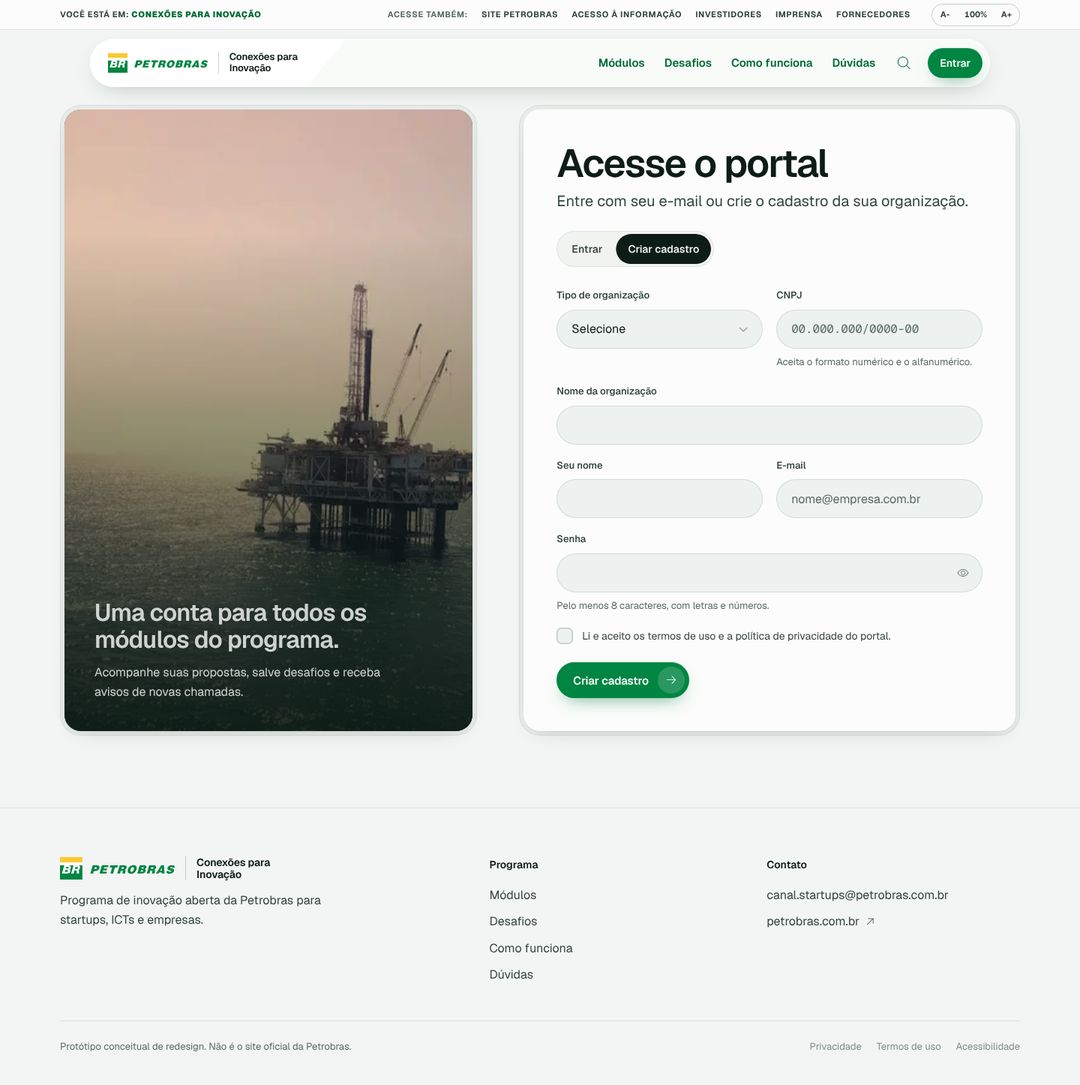 VOCÊ ESTÁ EM: CONEXÕES PARA INOVAÇÃO
ACESSE TAMBÉM: SITE PETROBRAS ACESSO À INFORMAÇÃO INVESTIDORES IMPRENSA FORNECEDORES A- 100% A+
BR PETROBRAS
Conexões para
Inovação
Módulos Desafios Como funciona Dúvidas Entrar
Uma conta para todos os
módulos do programa.
Acompanhe suas propostas, salve desafios e receba
avisos de novas chamadas.
Acesse o portal
Entre com seu e-mail ou crie o cadastro da sua organização.
Entrar Criar cadastro
Tipo de organização
Selecione
CNPJ
00.000.000/0000-00
Aceita o formato numérico e o alfanumérico.
Nome da organização
Seu nome
E-mail
nome@empresa.com.br
Senha
Pelo menos 8 caracteres, com letras e números.
Li e aceito os termos de uso e a política de privacidade do portal.
Criar cadastro
BR PETROBRAS
Conexões para
Inovação
Programa de inovação aberta da Petrobras para
startups, ICTs e empresas.
Programa
Módulos
Desafios
Como funciona
Dúvidas
Contato
canal.startups@petrobras.com.br
petrobras.com.br
Protótipo conceitual de redesign. Não é o site oficial da Petrobras.
Privacidade Termos de uso Acessibilidade